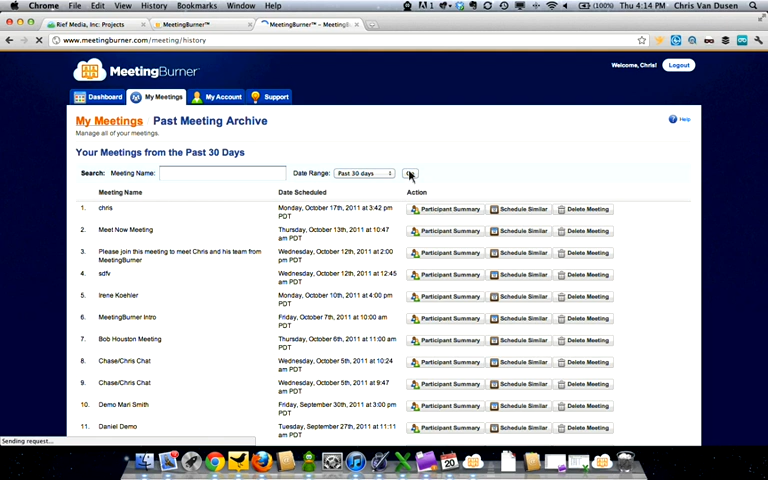 Chrome File Edit View History Bookmarks Window Help
1 (100%) Thu 4:14 PM Chris Van Dusen
Rief Media, Inc: Projects MeetingBurner™ MeetingBurner™ – MeetingB...
www.meetingburner.com/meeting/history
MeetingBurner
Welcome, Chris! Logout
Dashboard My Meetings My Account Support
My Meetings Past Meeting Archive
Help
Manage all of your meetings.
Your Meetings from the Past 30 Days
Search: Meeting Name: Date Range: Past 30 days
Meeting Name Date Scheduled Action
1. chris Monday, October 17th, 2011 at 3:42 pm PDT Participant Summary Schedule Similar Delete Meeting
2. Meet Now Meeting Thursday, October 13th, 2011 at 10:47 am PDT Participant Summary Schedule Similar Delete Meeting
3. Please join this meeting to meet Chris and his team from MeetingBurner Wednesday, October 12th, 2011 at 2:00 pm PDT Participant Summary Schedule Similar Delete Meeting
4. sdfv Wednesday, October 12th, 2011 at 12:45 pm PDT Participant Summary Schedule Similar Delete Meeting
5. Irene Koehler Monday, October 10th, 2011 at 4:00 pm PDT Participant Summary Schedule Similar Delete Meeting
6. MeetingBurner Intro Friday, October 7th, 2011 at 10:00 am PDT Participant Summary Schedule Similar Delete Meeting
7. Bob Houston Meeting Thursday, October 6th, 2011 at 11:00 am PDT Participant Summary Schedule Similar Delete Meeting
8. Chase/Chris Chat Wednesday, October 5th, 2011 at 10:24 am PDT Participant Summary Schedule Similar Delete Meeting
9. Chase/Chris Chat Wednesday, October 5th, 2011 at 9:47 am PDT Participant Summary Schedule Similar Delete Meeting
10. Demo Mari Smith Friday, September 30th, 2011 at 3:00 pm PDT Participant Summary Schedule Similar Delete Meeting
11. Daniel Demo Tuesday, September 27th, 2011 at 11:11 am PDT Participant Summary Schedule Similar Delete Meeting
Sending request...
20